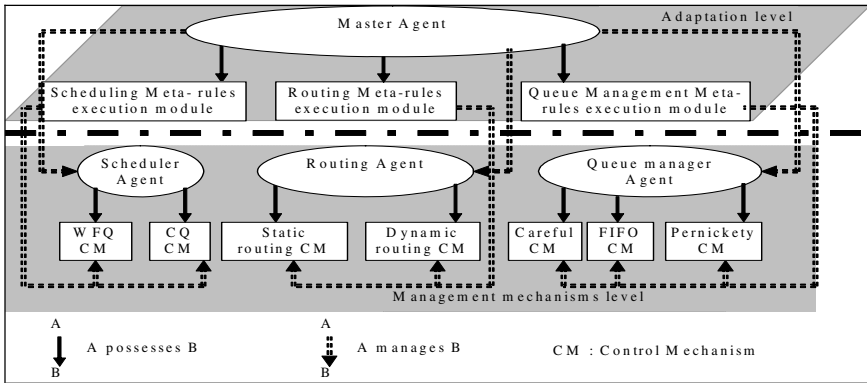 Master Agent
Adaptation level
Scheduling Meta-rules
execution module
Routing Meta-rules
execution module
Queue Management Meta-
rules execution module
Scheduler
Agent
Routing Agent
Queue manager
Agent
WFQ
CM
CQ
CM
Static
routing CM
Dynamic
routing CM
Careful
CM
FIFO
CM
Pernickety
CM
Management mechanisms level
A
A possesses B
B
A
A manages B
B
CM : Control Mechanism